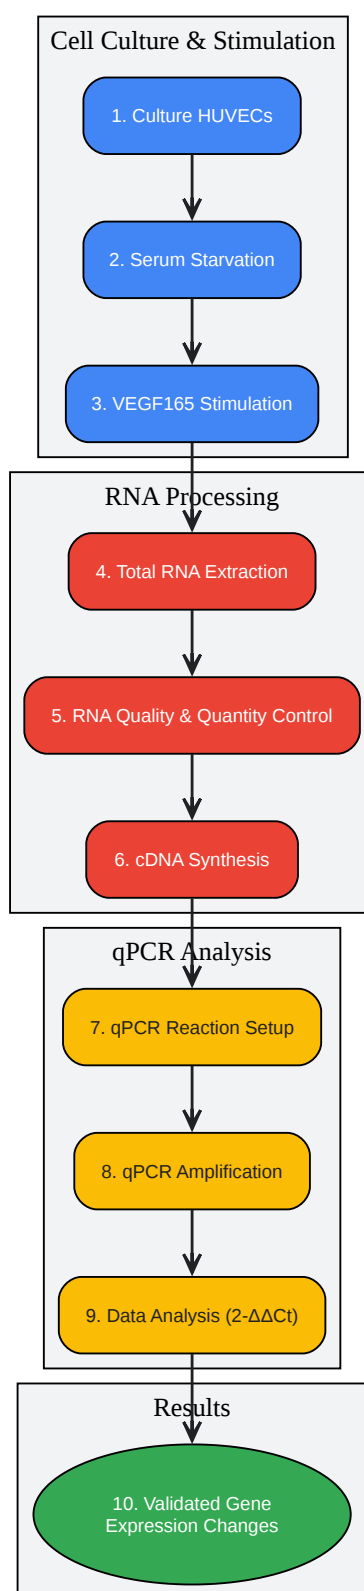 Cell Culture & Stimulation
1. Culture HUVECs
2. Serum Starvation
3. VEGF165 Stimulation
RNA Processing
4. Total RNA Extraction
5. RNA Quality & Quantity Control
6. cDNA Synthesis
qPCR Analysis
7. qPCR Reaction Setup
8. qPCR Amplification
9. Data Analysis (2-ΔΔCt)
Results
10. Validated Gene
Expression Changes